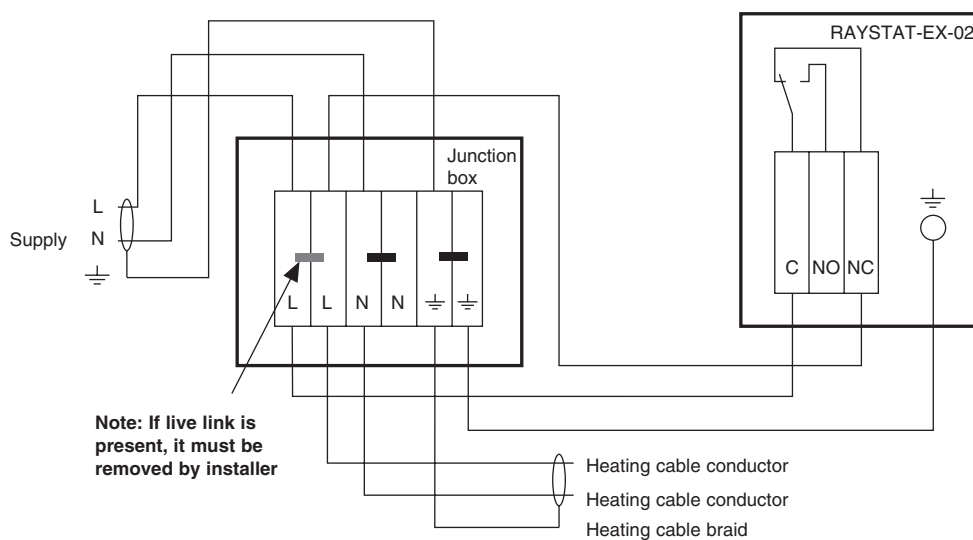 RAYSTAT-EX-02
Junction
box
L
Supply N
C NO NC
L L N N
Note: If live link is
present, it must be
removed by installer
Heating cable conductor
Heating cable conductor
Heating cable braid